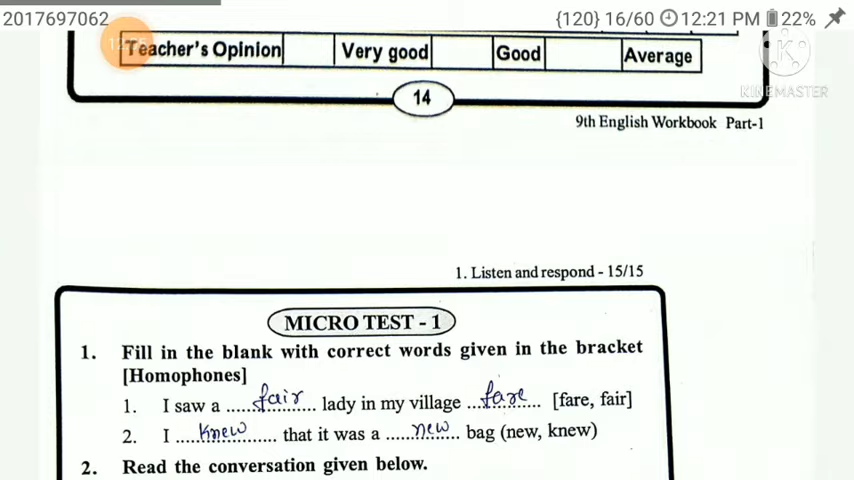 2017697062 {120} 16/60 12:21 PM 22%
Teacher's Opinion Very good Good Average
KINEMASTER
14
9th English Workbook Part-1
1. Listen and respond - 15/15
MICRO TEST - 1
1. Fill in the blank with correct words given in the bracket
[Homophones]
1. I saw a .....fair.......... lady in my village ...fare....... [fare, fair]
2. I .....knew.......... that it was a .....new...... bag (new, knew)
2. Read the conversation given below.